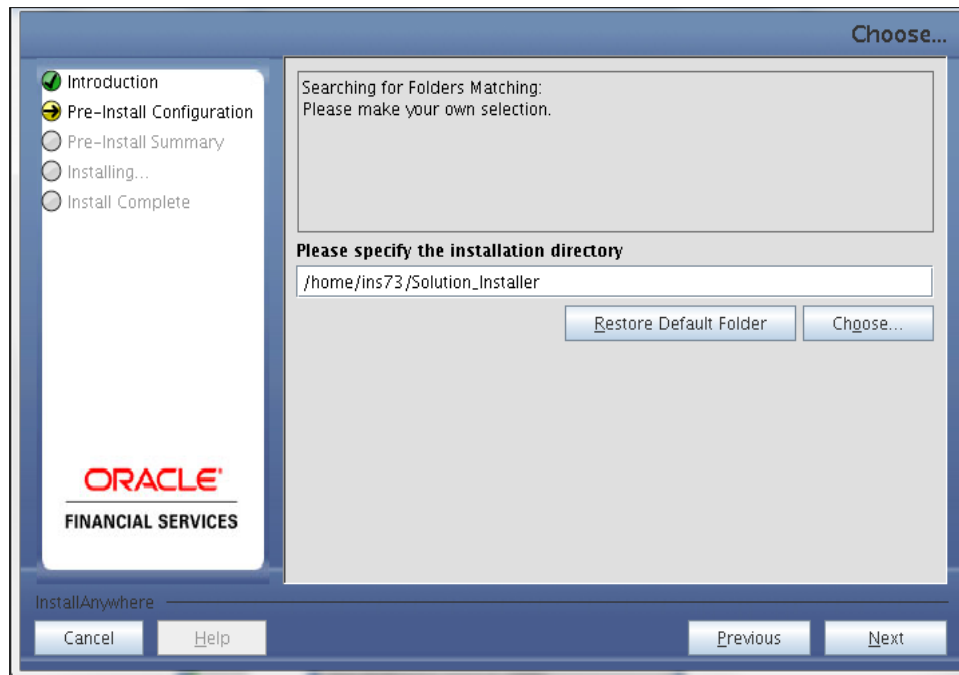 Choose...
Introduction
Pre-Install Configuration
Pre-Install Summary
Installing...
Install Complete
Searching for Folders Matching:
Please make your own selection.
Please specify the installation directory
/home/ins73/Solution_Installer
Restore Default Folder
Choose...
ORACLE'
FINANCIAL SERVICES
InstallAnywhere
Cancel
Help
Previous
Next